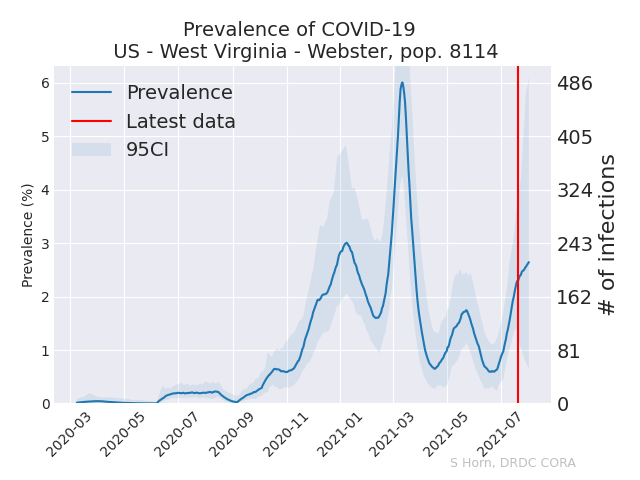 Prevalence of COVID-19
US - West Virginia - Webster, pop. 8114
Prevalence
Latest data
95CI
Prevalence (%)
6
5
4
3
2
1
0
486
405
324
243
162
81
0
# of infections
2020-03
2020-05
2020-07
2020-09
2020-11
2021-01
2021-03
2021-05
2021-07
S Horn, DRDC CORA